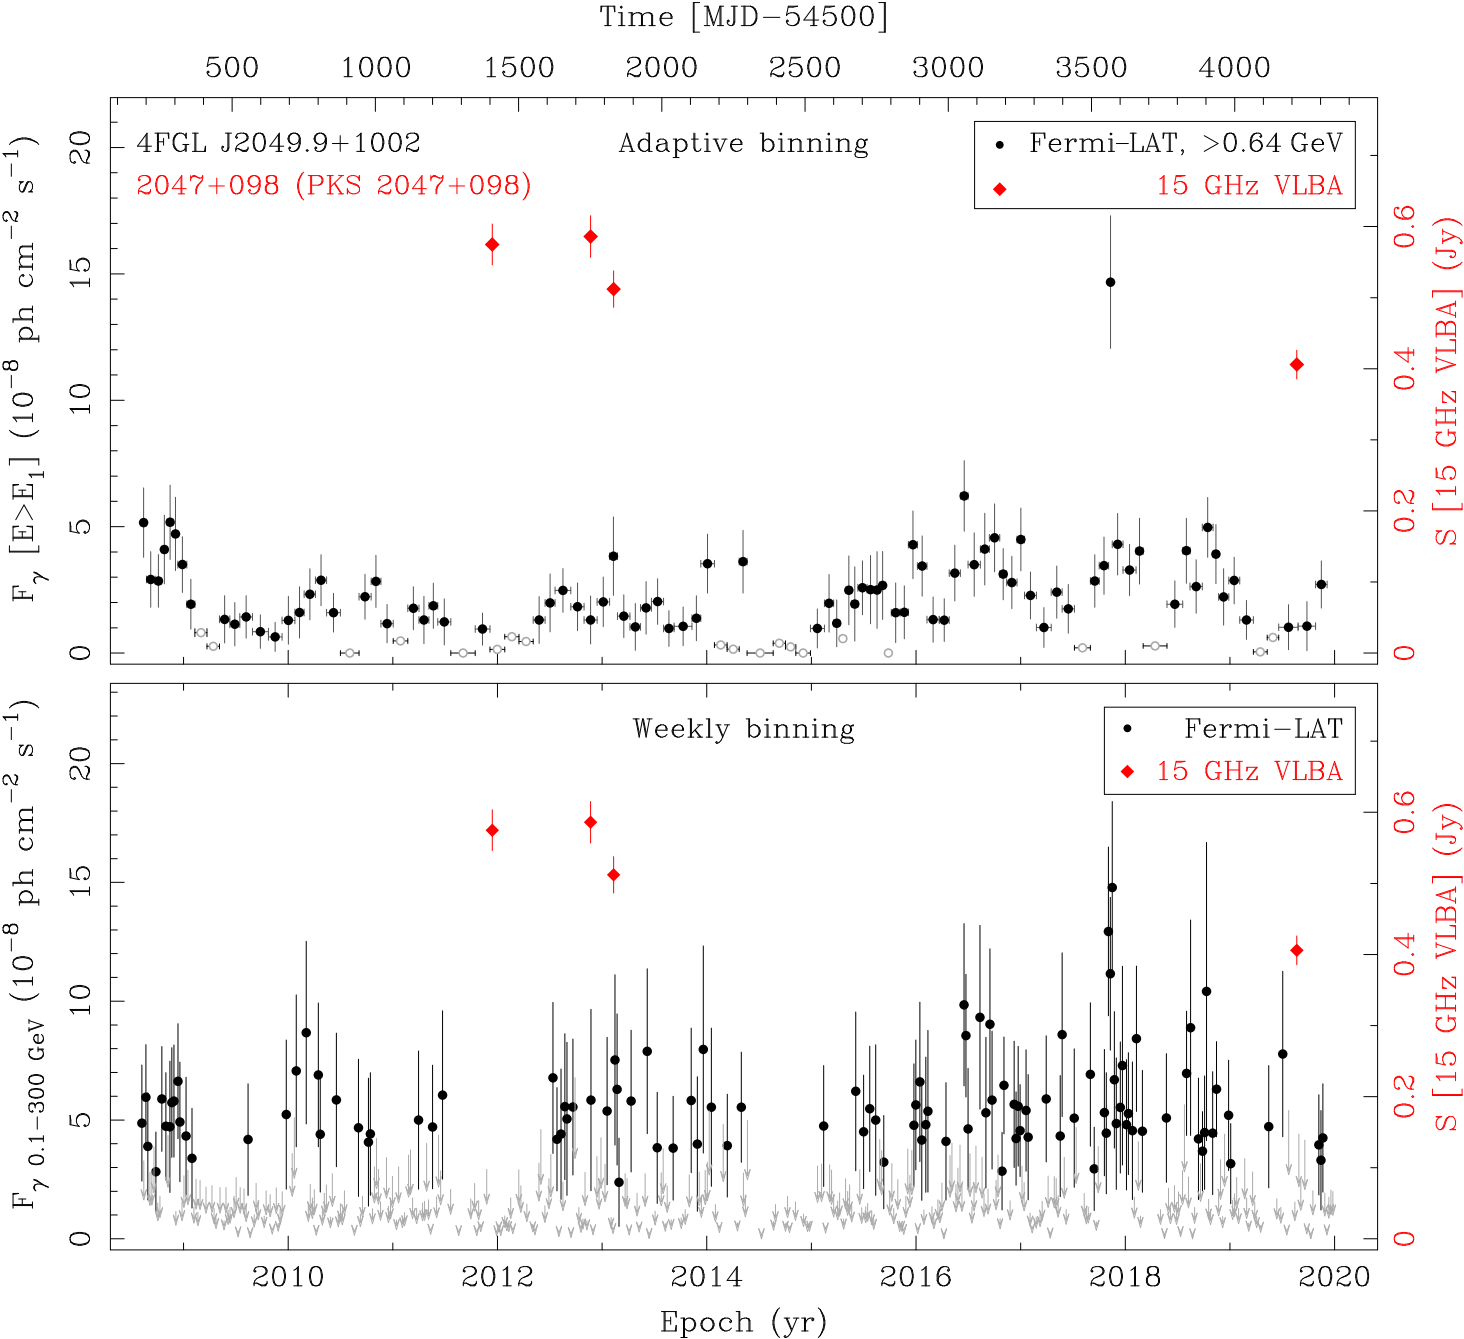 Time [MJD−54500]
500 1000 1500 2000 2500 3000 3500 4000
4FGL J2049.9+1002
Adaptive binning
Fermi−LAT, >0.64 GeV
2047+098 (PKS 2047+098)
15 GHz VLBA
F_γ [E>E_1] (10^−8 ph cm^−2 s^−1)
20
15
10
5
0
S [15 GHz VLBA] (Jy)
0.6
0.4
0.2
0
Weekly binning
Fermi−LAT
15 GHz VLBA
F_γ 0.1−300 GeV (10^−8 ph cm^−2 s^−1)
20
15
10
5
0
S [15 GHz VLBA] (Jy)
0.6
0.4
0.2
0
2010 2012 2014 2016 2018 2020
Epoch (yr)